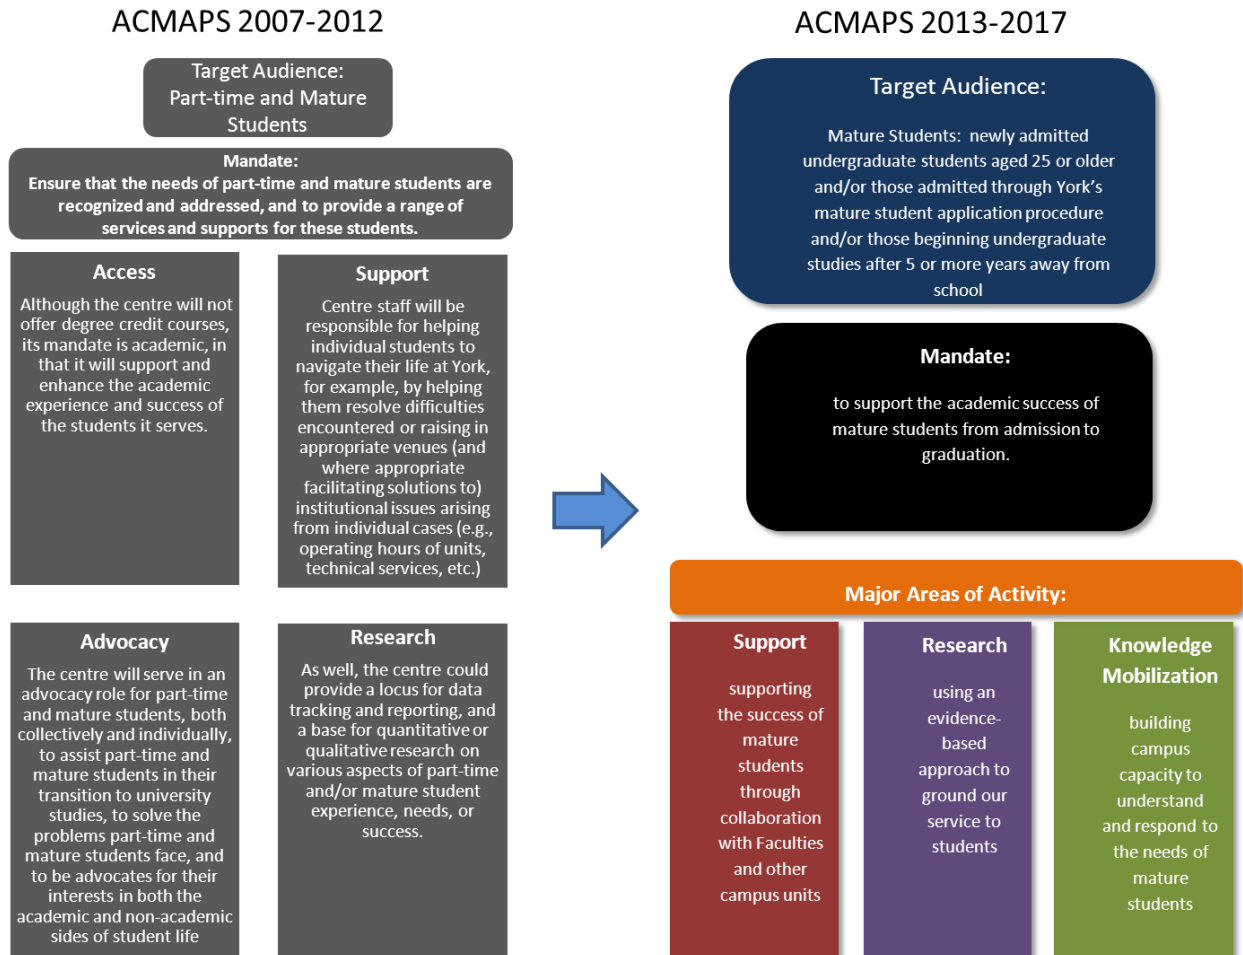 ACMAPS 2007-2012
Target Audience:
Part-time and Mature
Students
Mandate:
Ensure that the needs of part-time and mature students are
recognized and addressed, and to provide a range of
services and supports for these students.
Access
Although the centre will not
offer degree credit courses,
its mandate is academic, in
that it will support and
enhance the academic
experience and success of
the students it serves.
Support
Centre staff will be
responsible for helping
individual students to
navigate their life at York,
for example, by helping
them resolve difficulties
encountered or raising in
appropriate venues (and
where appropriate
facilitating solutions to)
institutional issues arising
from individual cases (e.g.,
operating hours of units,
technical services, etc.)
Advocacy
The centre will serve in an
advocacy role for part-time
and mature students, both
collectively and individually,
to assist part-time and
mature students in their
transition to university
studies, to solve the
problems part-time and
mature students face, and
to be advocates for their
interests in both the
academic and non-academic
sides of student life
Research
As well, the centre could
provide a locus for data
tracking and reporting, and
a base for quantitative or
qualitative research on
various aspects of part-time
and/or mature student
experience, needs, or
success.
ACMAPS 2013-2017
Target Audience:
Mature Students:  newly admitted
undergraduate students aged 25 or older
and/or those admitted through York’s
mature student application procedure
and/or those beginning undergraduate
studies after 5 or more years away from
school
Mandate:
to support the academic success of
mature students from admission to
graduation.
Major Areas of Activity:
Support
supporting
the success of
mature
students
through
collaboration
with Faculties
and other
campus units
Research
using an
evidence-
based
approach to
ground our
service to
students
Knowledge
Mobilization
building
campus
capacity to
understand
and respond to
the needs of
mature
students